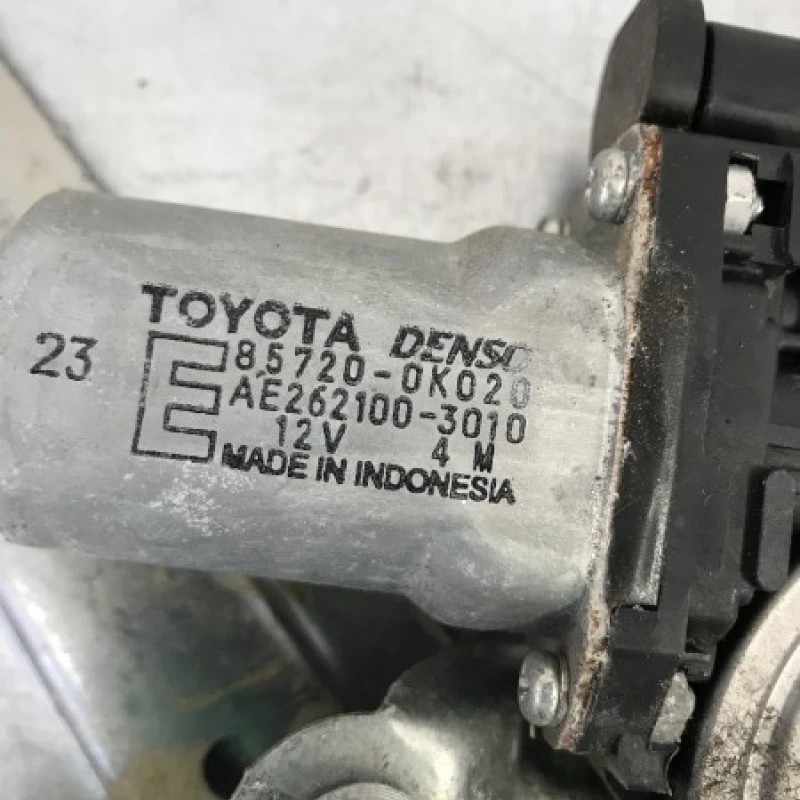 TOYOTA DENSO
23 E 85720-0K020
AE262100-3010
12V 4 M
MADE IN INDONESIA